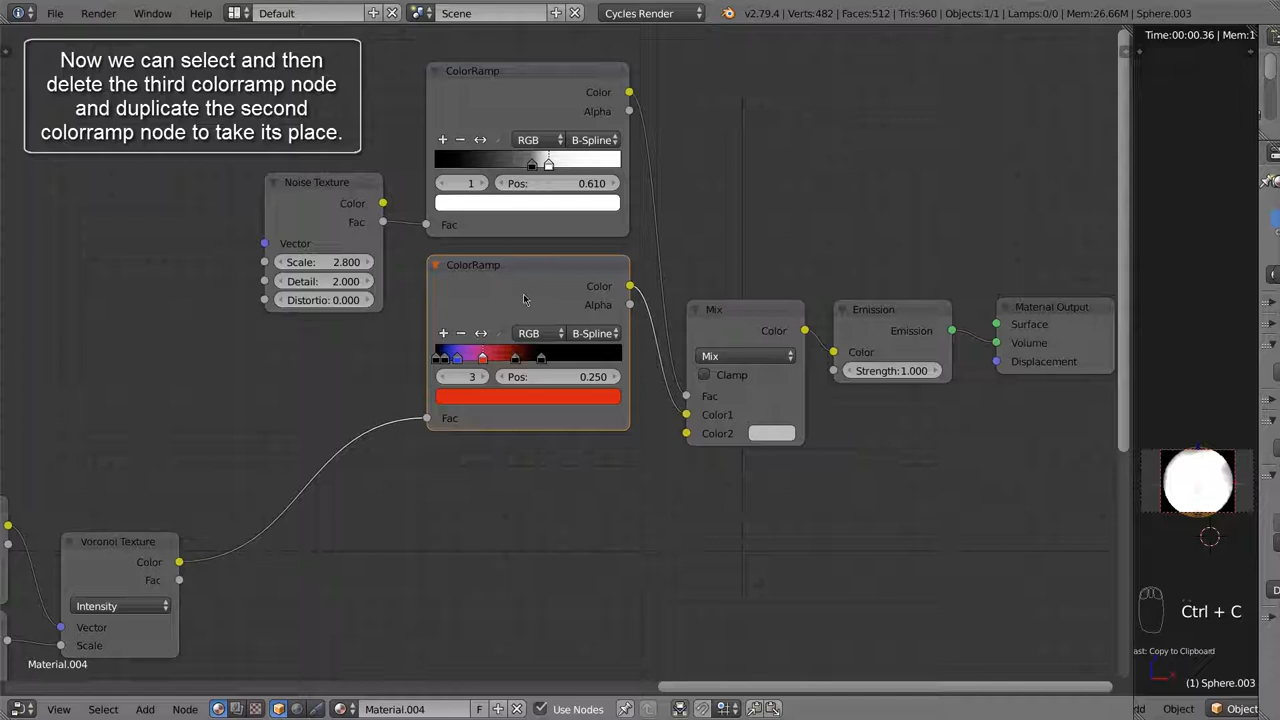 File Render Window Help Default Scene Cycles Render v2.79.4 | Verts:482 | Faces:512 | Tris:960 | Objects:1/1 | Lamps:0/0 | Mem:26.66M | Sphere.003
Time:00:00.36 | Mem:1
Now we can select and then
delete the third colorramp node
and duplicate the second
colorramp node to take its place.
ColorRamp
Color
Alpha
RGB B-Spline
1 Pos: 0.610
Fac
Noise Texture
Color
Fac
Vector
Scale: 2.800
Detail: 2.000
Distortio: 0.000
ColorRamp
Color
Alpha
RGB B-Spline
3 Pos: 0.250
Fac
Mix
Color
Mix
Clamp
Fac
Color1
Color2
Emission
Emission
Color
Strength:1.000
Material Output
Surface
Volume
Displacement
Voronoi Texture
Color
Fac
Intensity
Vector
Scale
Material.004
Ctrl + C
ast: Copy to Clipboard
(1) Sphere.003
View Select Add Node Material.004 F Use Nodes
dd Object Object